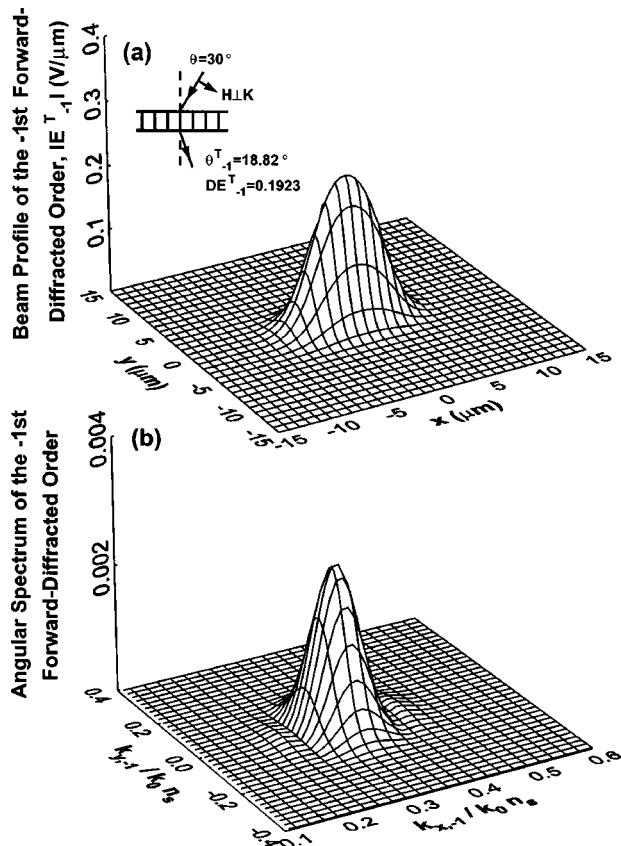 Beam Profile of the -1st Forward-
Diffracted Order, |E^T_-1| (V/μm)
(a)
0.4
0.3
0.2
0.1
θ=30°
H⊥K
θ^T_-1=18.82°
DE^T_-1=0.1923
15
10
5
0
-5
-10
-15
y (μm)
-15
-10
-5
0
5
10
15
x (μm)
Angular Spectrum of the -1st
Forward-Diffracted Order
(b)
0.004
0.002
0.4
0.2
0.0
-0.2
-0.4
k_y,-1 / k_0 n_s
0.1
0.2
0.3
0.4
0.5
0.6
k_x,-1 / k_0 n_s